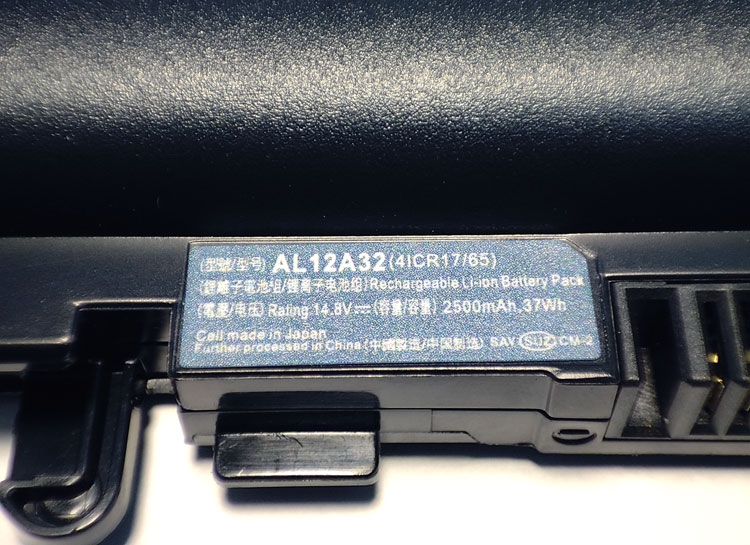 (型號/型号) AL12A32(4ICR17/65)
(鋰離子電池組/锂离子电池组)Rechargeable Li-ion Battery Pack
(電壓/电压) Rating 14.8V⎓(容量/容量) 2500mAh,37Wh
Cell made in Japan
Further processed in China (中國製造/中国制造) SAY SUZ CM-2